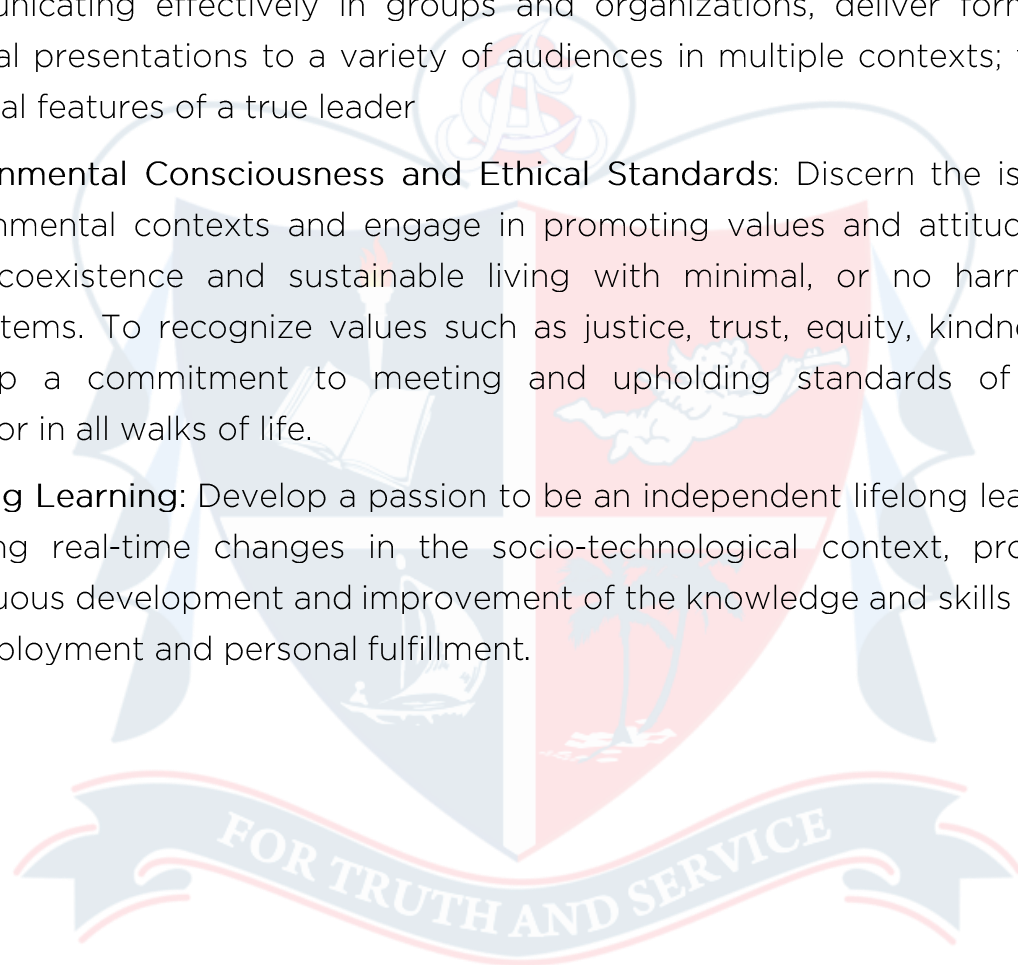 unicating effectively in groups and organizations, deliver for
al presentations to a variety of audiences in multiple contexts;
al features of a true leader
nmental Consciousness and Ethical Standards: Discern the is
nmental contexts and engage in promoting values and attitud
coexistence and sustainable living with minimal, or no harn
tems. To recognize values such as justice, trust, equity, kindn
p a commitment to meeting and upholding standards of
or in all walks of life.
g Learning: Develop a passion to be an independent lifelong lea
ng real-time changes in the socio-technological context, pro
uous development and improvement of the knowledge and skills
ployment and personal fulfillment.
FOR TRUTH AND SERVICE